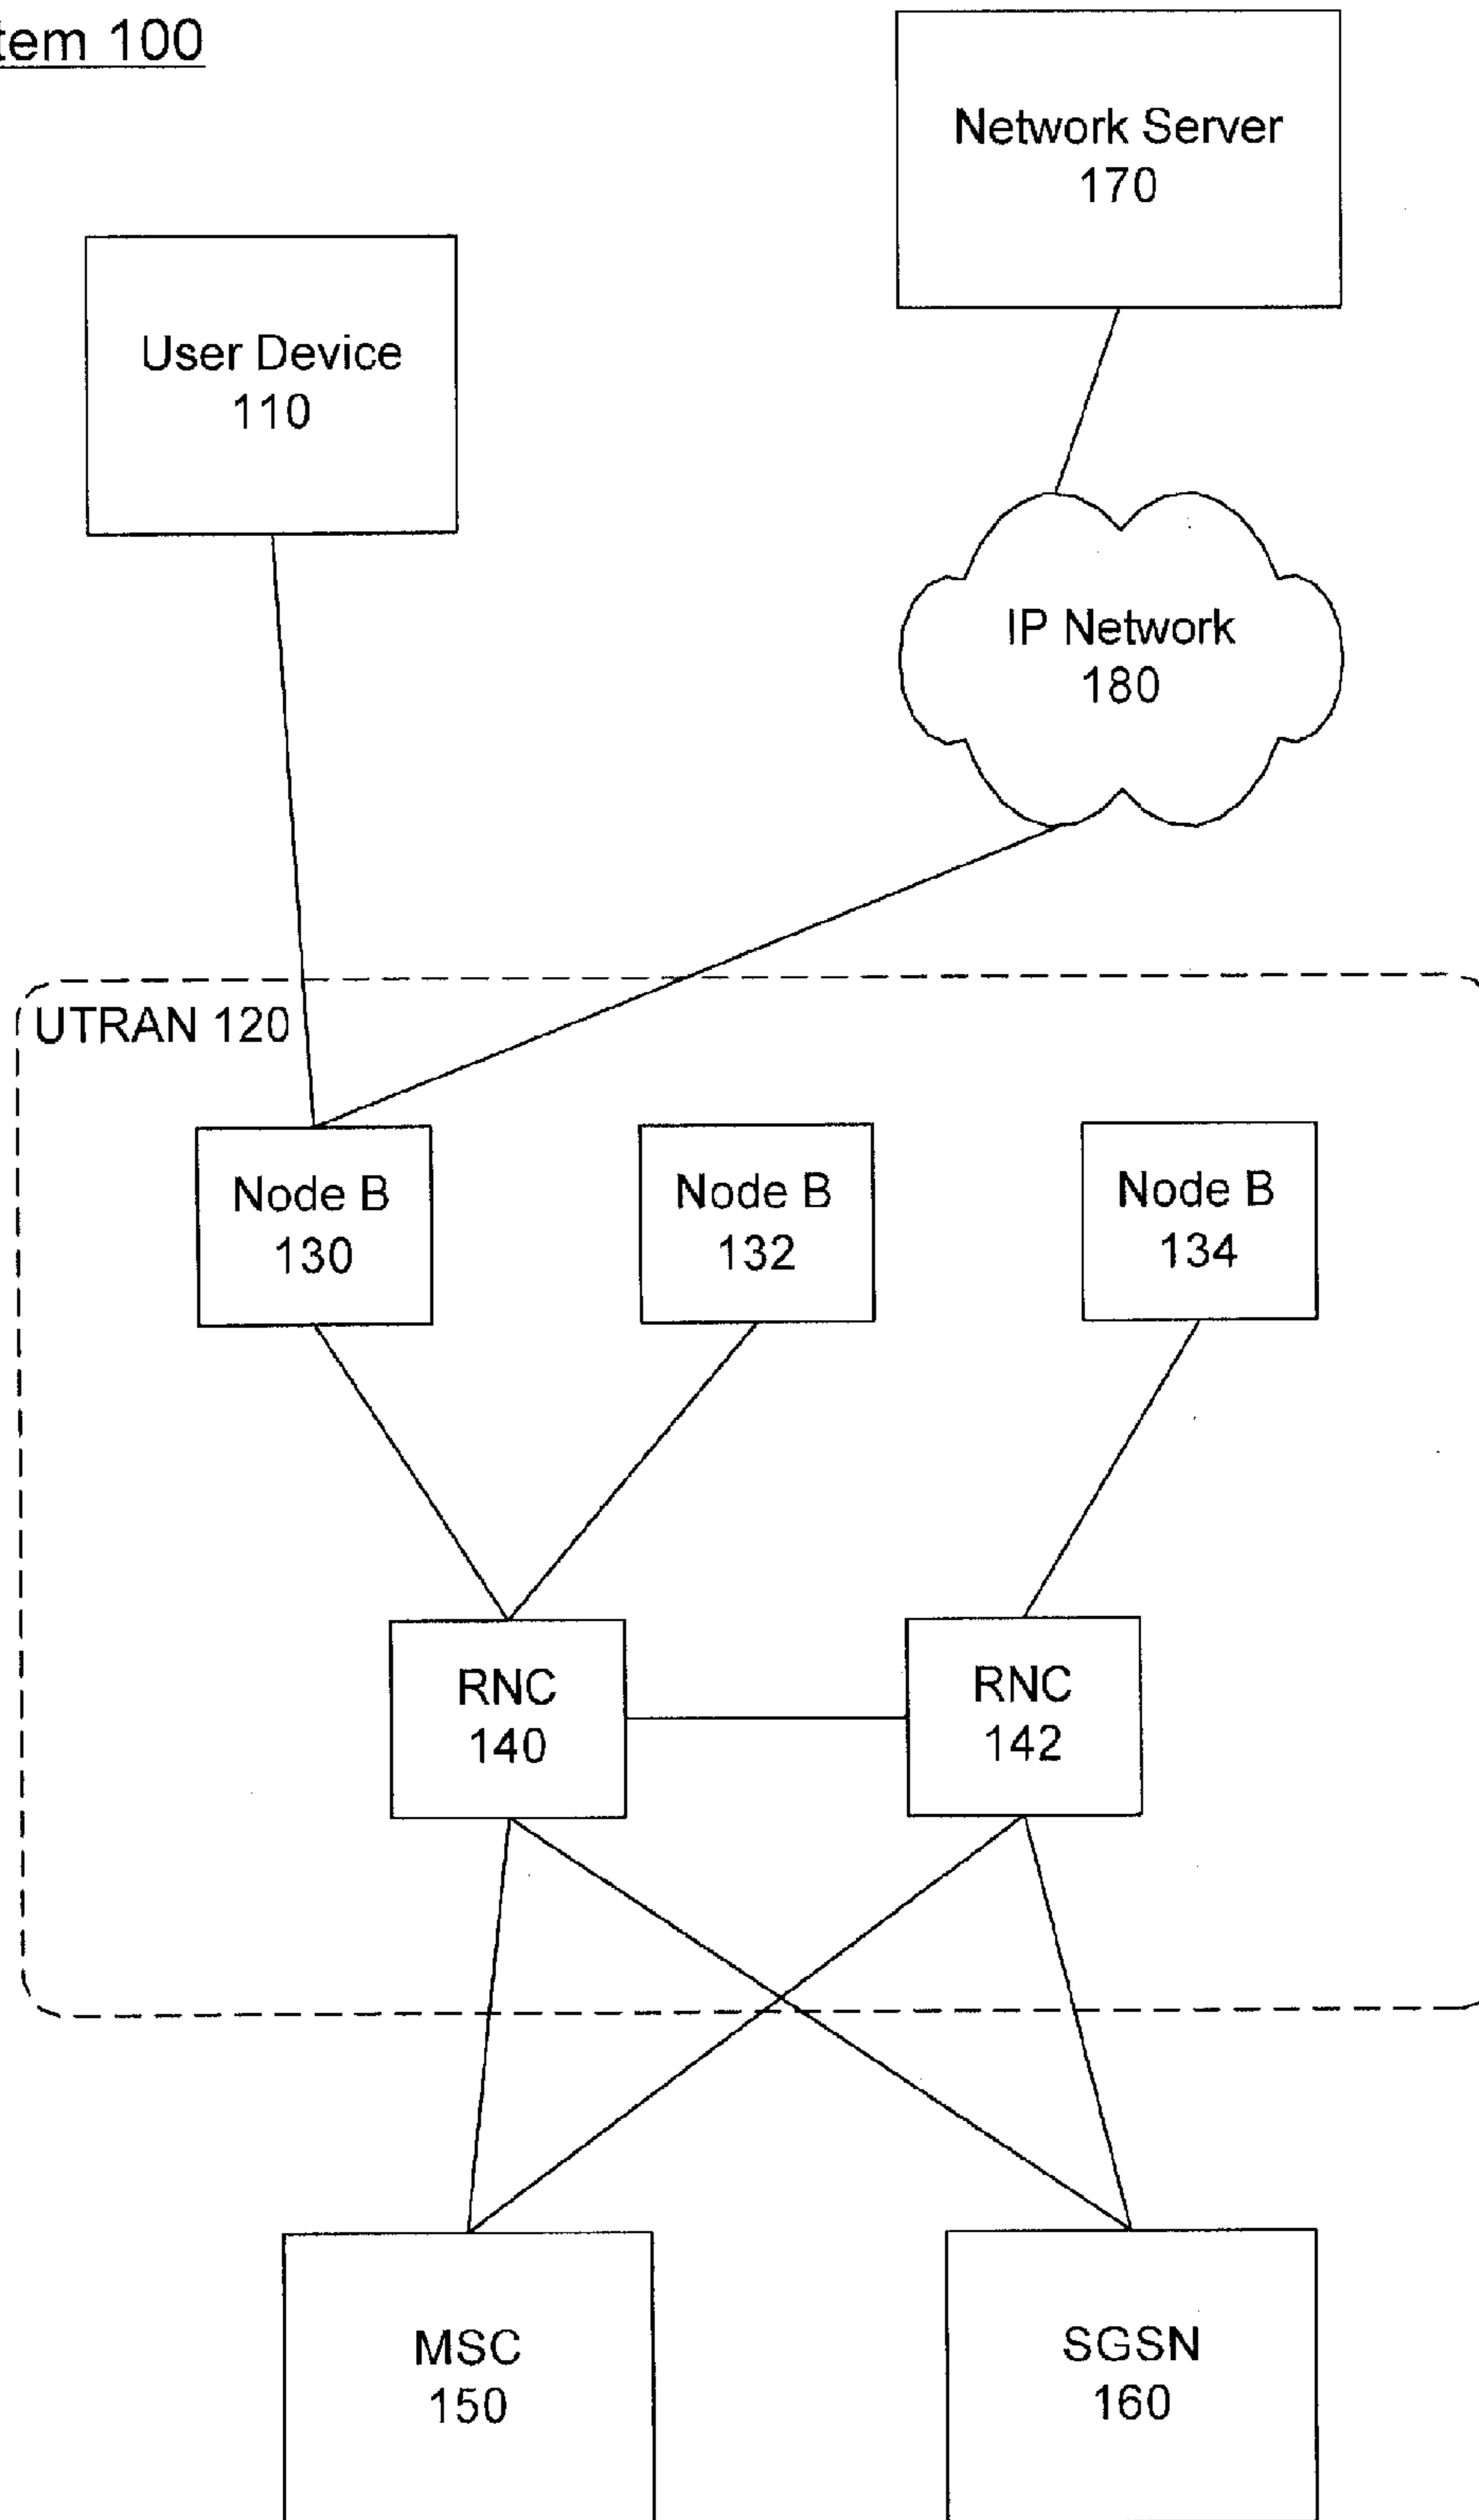 100
Network Server
170
User Device
110
IP Network
180
UTRAN 120
Node B
130
Node B
132
Node B
134
RNC
140
RNC
142
MSC
150
SGSN
160